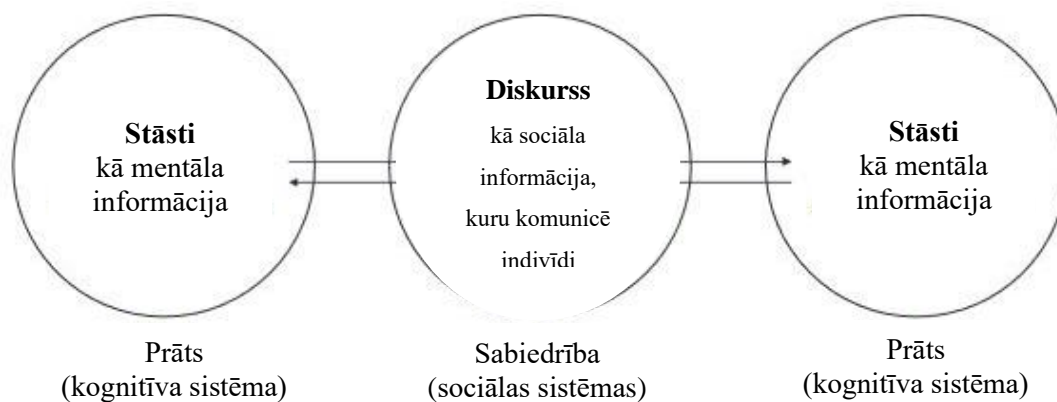 Stāsti
kā mentāla
informācija
Diskurss
kā sociāla
informācija,
kuru komunicē
indivīdi
Stāsti
kā mentāla
informācija
Prāts
(kognitīva sistēma)
Sabiedrība
(sociālas sistēmas)
Prāts
(kognitīva sistēma)